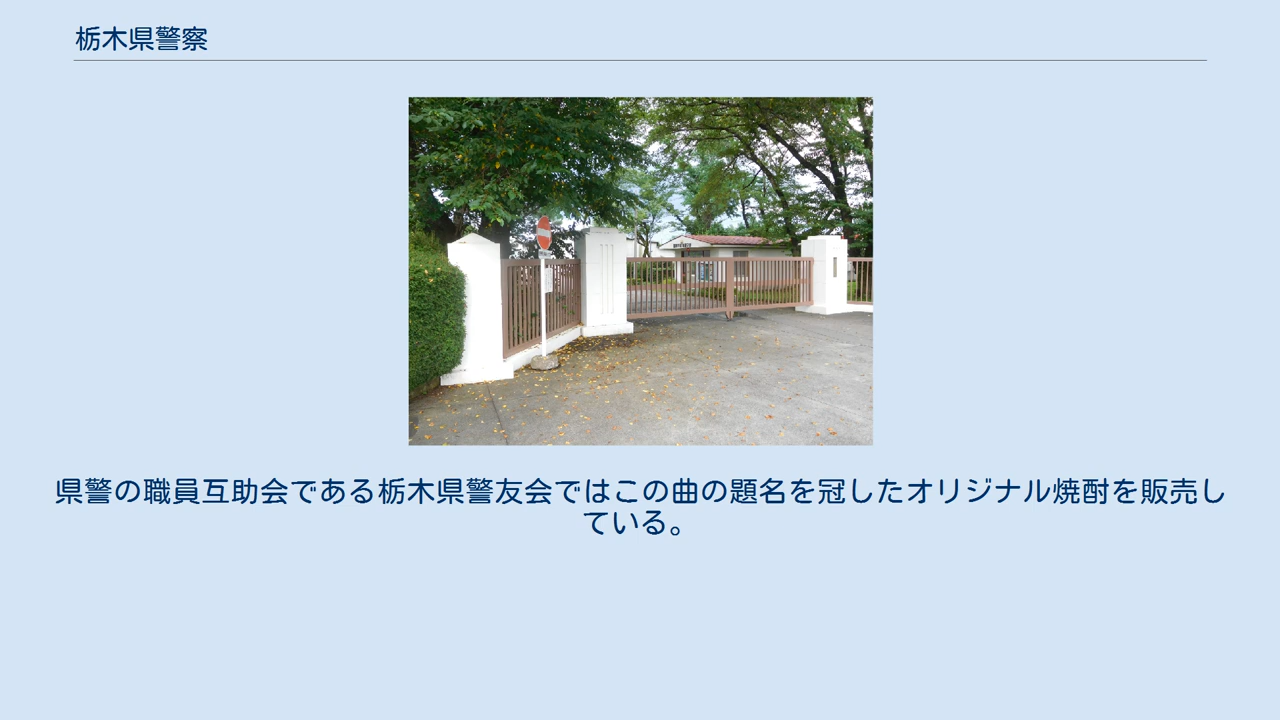 栃木県警察
県警の職員互助会である栃木県警友会ではこの曲の題名を冠したオリジナル焼酎を販売し
ている。